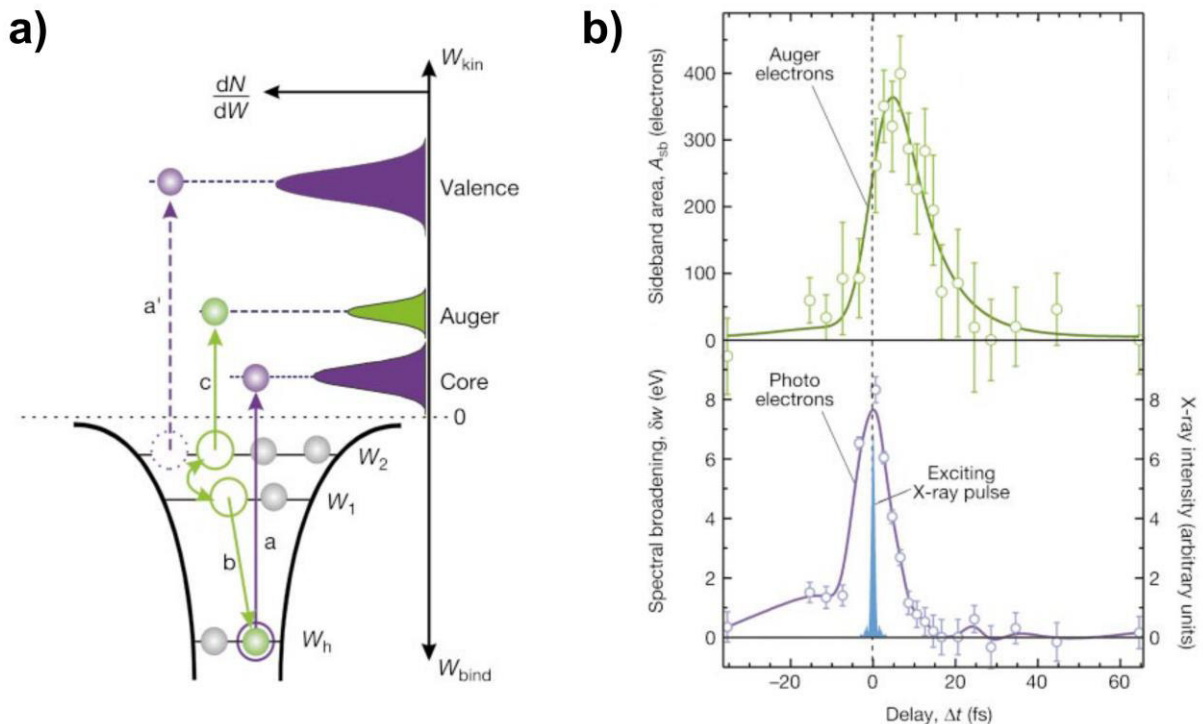 a)
W_kin
dN
dW
Valence
a'
Auger
c
Core
0
W_2
W_1
b
a
W_h
W_bind
b)
Sideband area, A_sb (electrons)
400
300
200
100
0
Auger
electrons
Spectral broadening, δw (eV)
8
6
4
2
0
Photo
electrons
Exciting
X-ray pulse
8
6
4
2
0
X-ray intensity (arbitrary units)
−20 0 20 40 60
Delay, Δt (fs)